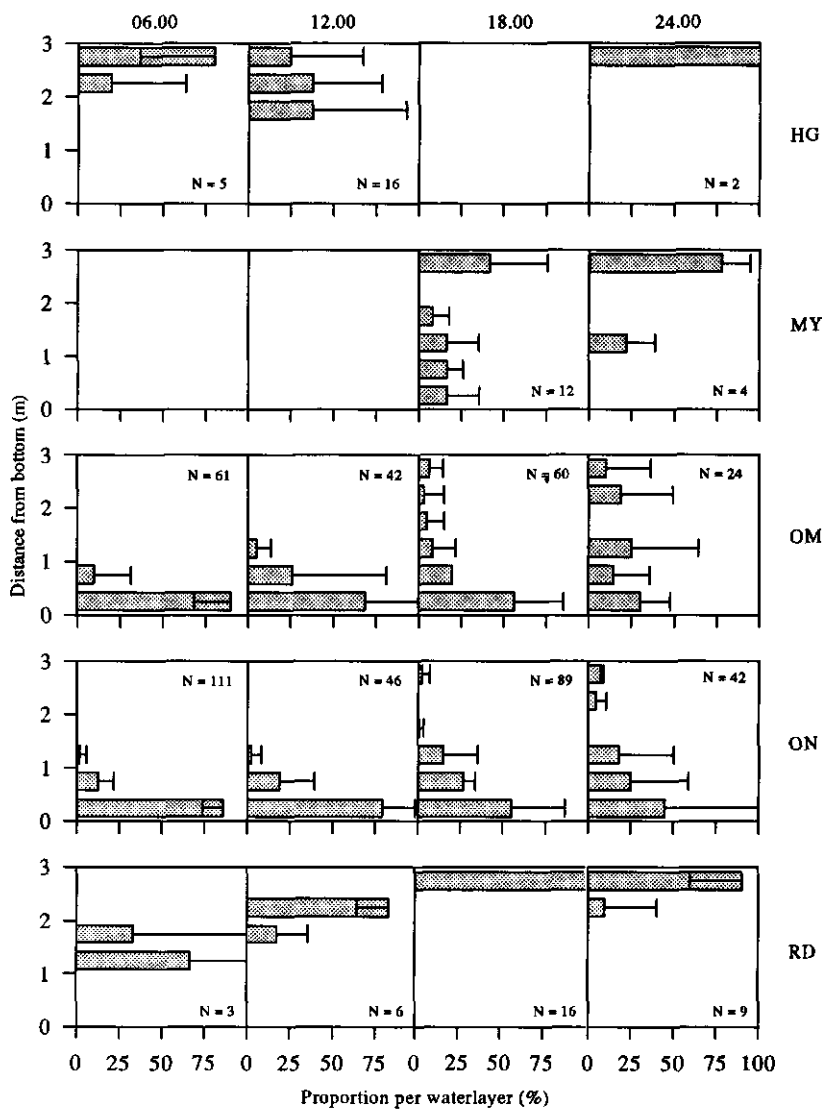 06.00 12.00 18.00 24.00
3
2
1
0
N = 5
N = 16
N = 2
HG
3
2
1
0
N = 12
N = 4
MY
3
2
1
0
N = 61
N = 42
N = 60
N = 24
OM
3
2
1
0
N = 111
N = 46
N = 89
N = 42
ON
3
2
1
0
N = 3
N = 6
N = 16
N = 9
RD
Distance from bottom (m)
25 50 75 25 50 75 25 50 75 0 25 50 75 100
Proportion per waterlayer (%)